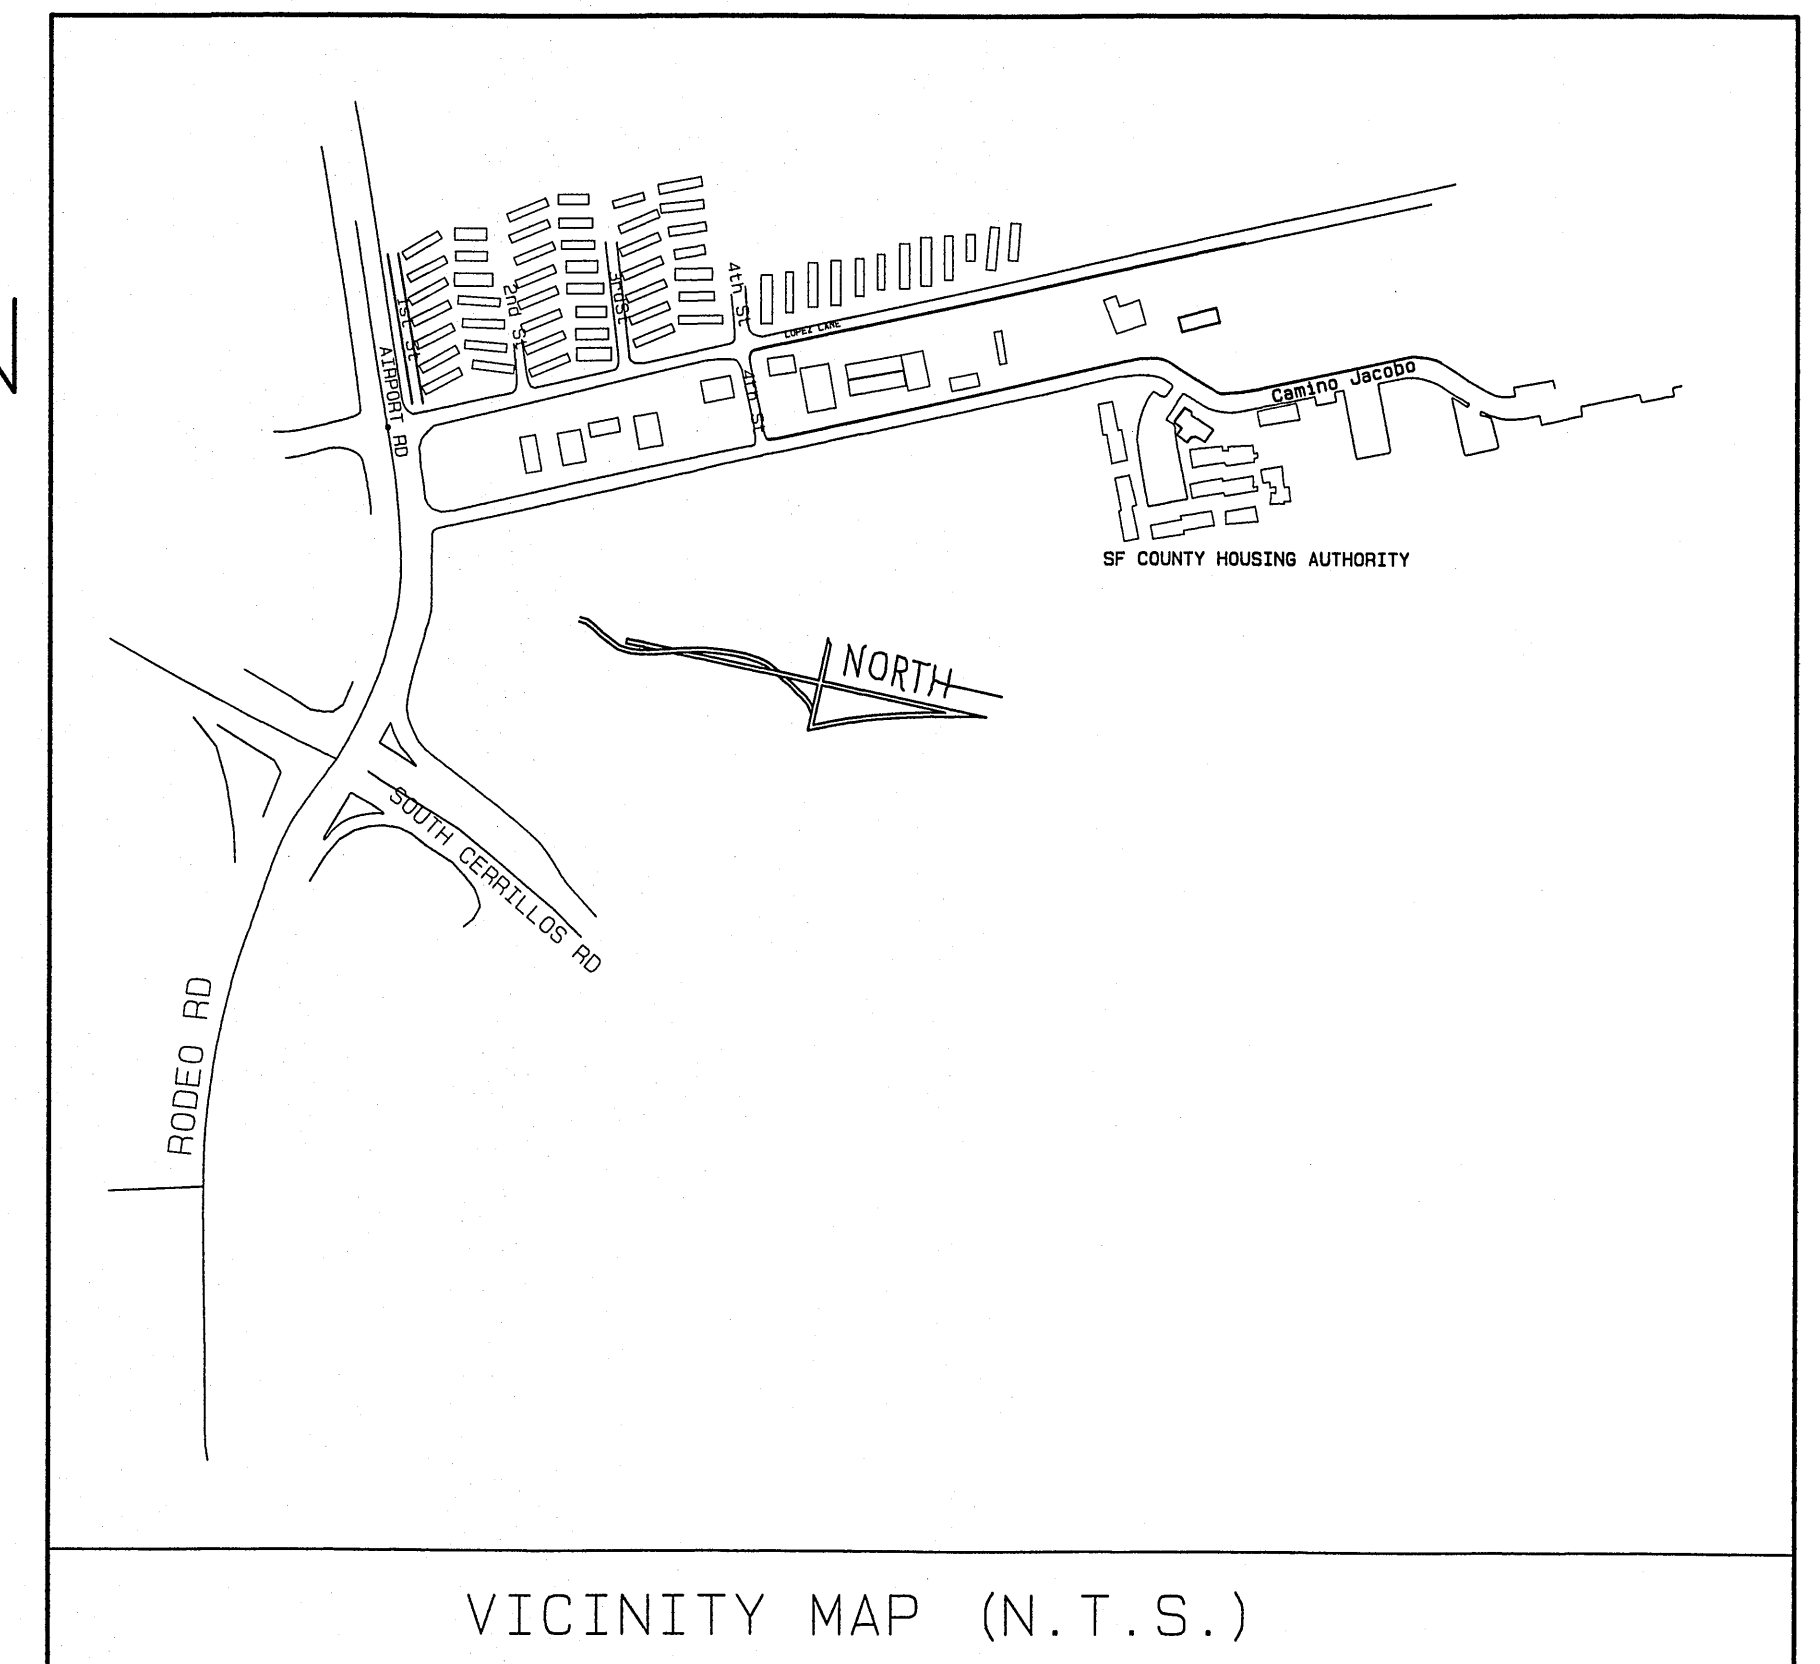 1st St
2nd St
3rd St
4th St
LOPEZ LANE
AIRPORT RD
4th St
Camino Jacobo
SF COUNTY HOUSING AUTHORITY
NORTH
SOUTH CERRILLOS RD
RODEO RD
VICINITY MAP (N.T.S.)